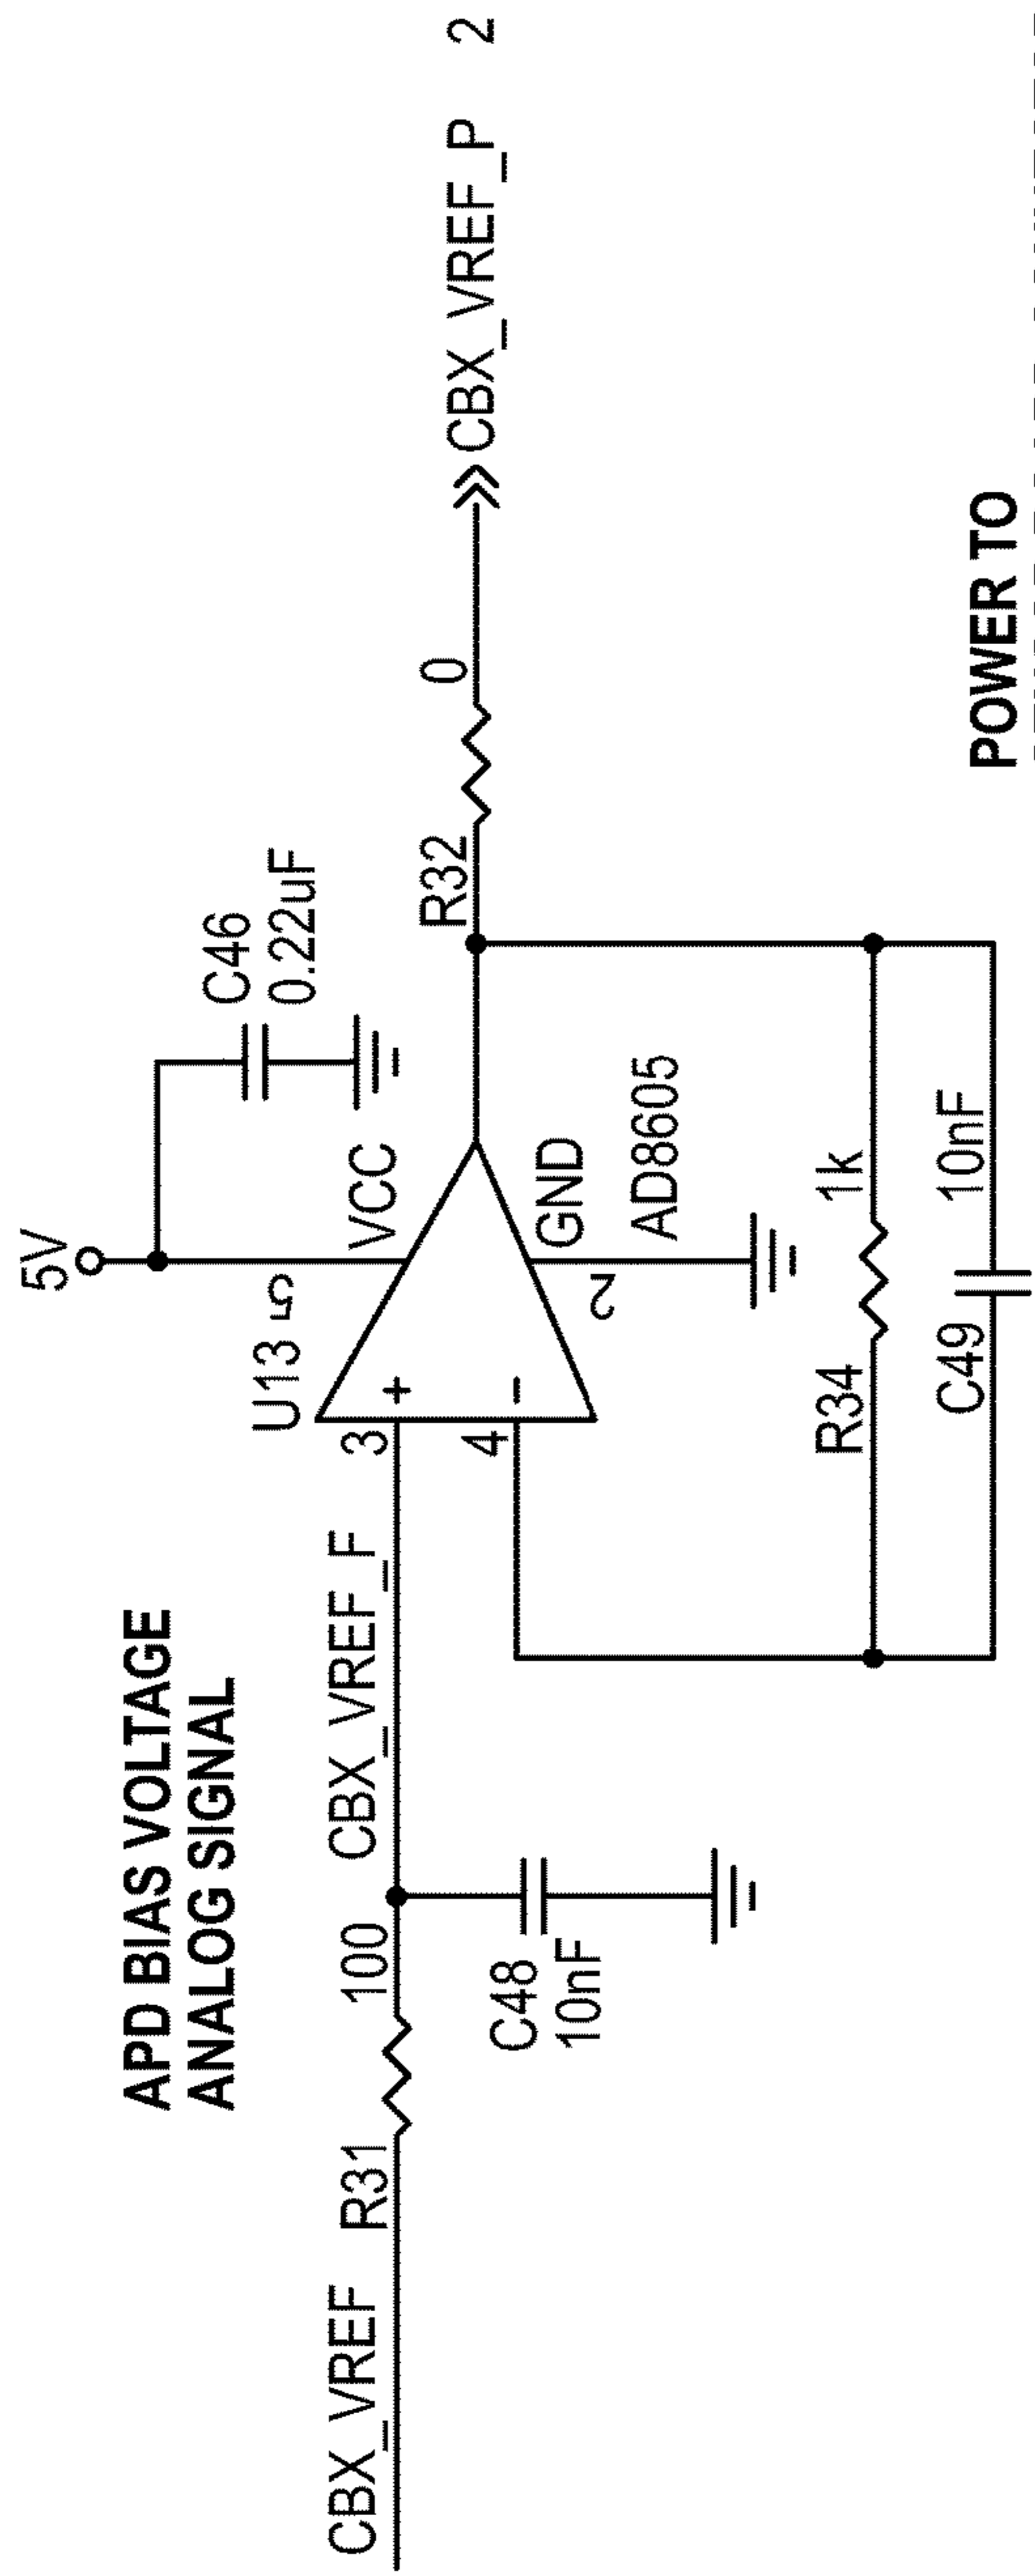 APD BIAS VOLTAGE
ANALOG SIGNAL
5V
C46
0.22uF
U13
5
VCC
CBX_VREF
R31
100
CBX_VREF_F
3
+
4
-
GND
2
AD8605
R32
0
CBX_VREF_P
2
C48
10nF
R34
1k
C49
10nF
POWER TO